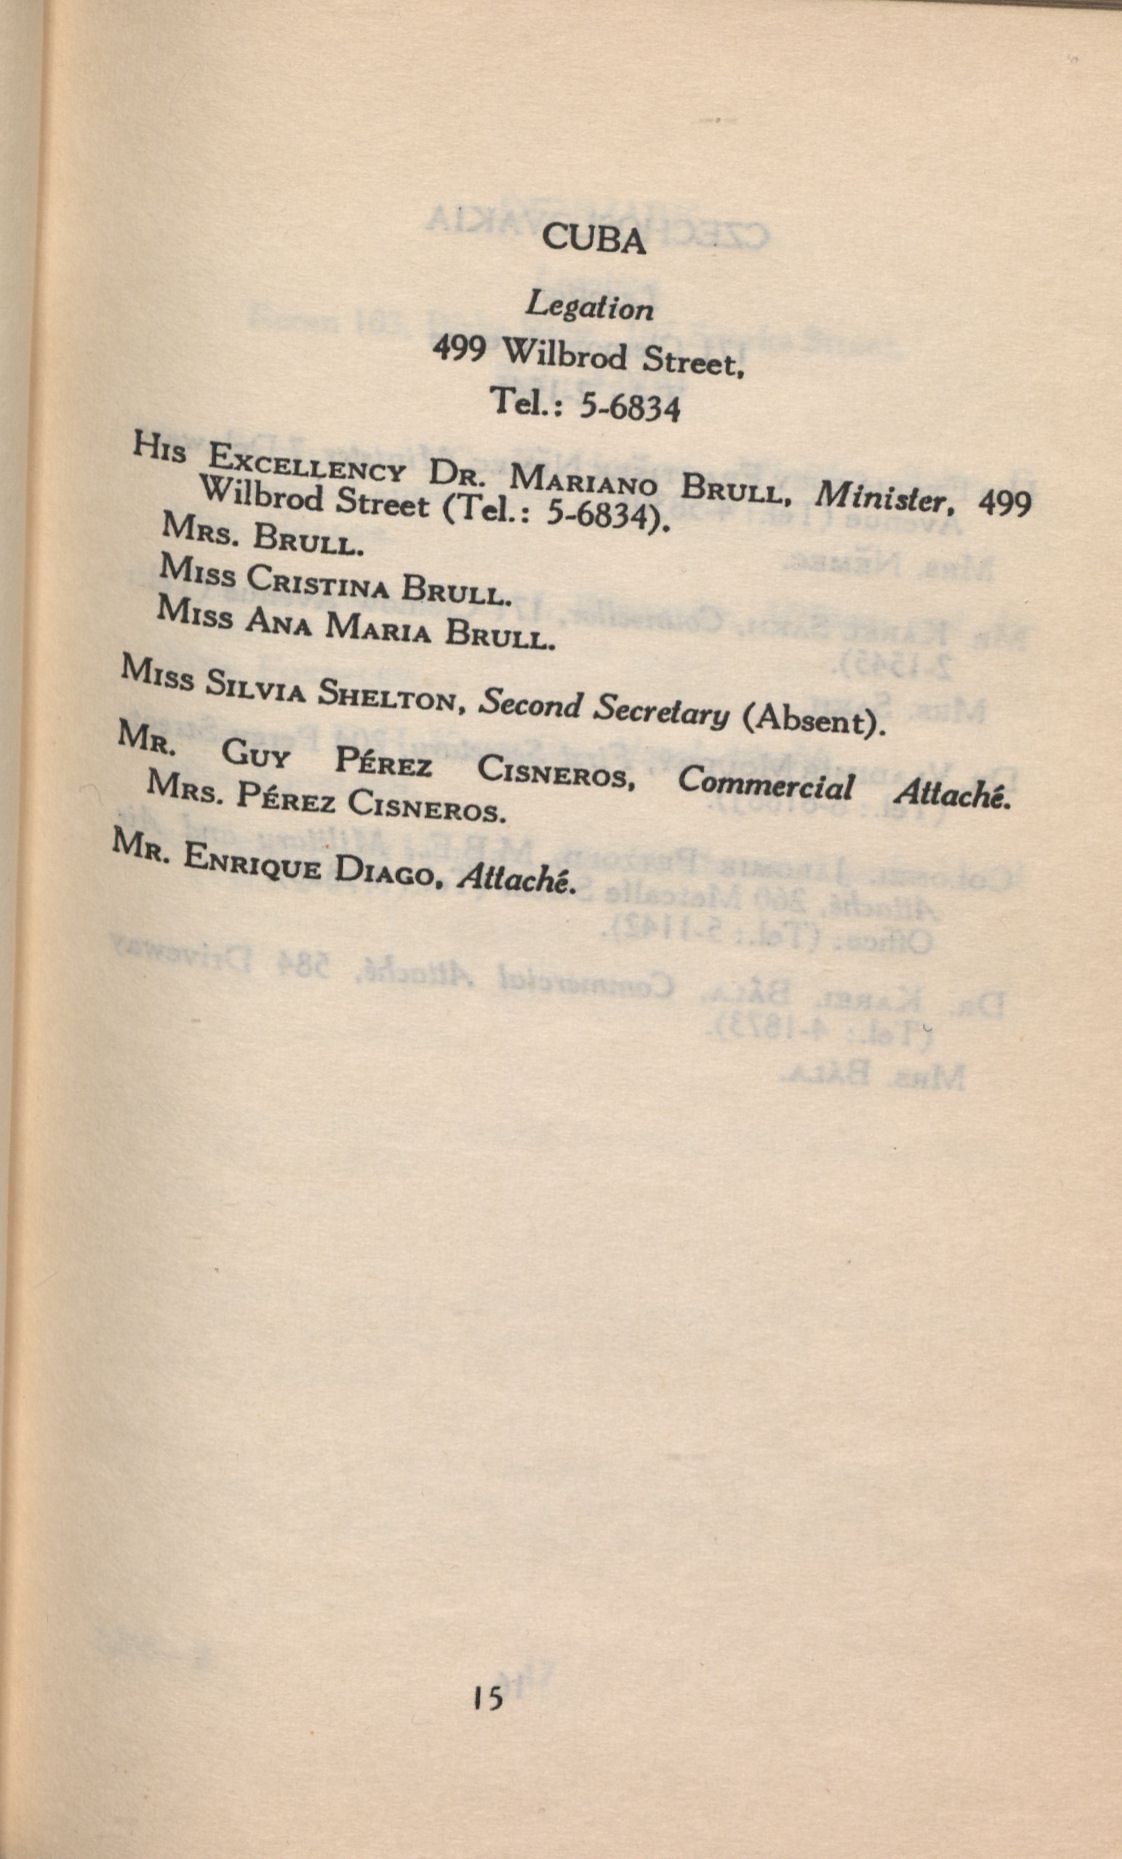 CUBA
Legation
499 Wilbrod Street,
Tel.: 5-6834
His Excellency Dr. Mariano Brull, Minister, 499
Wilbrod Street (Tel.: 5-6834).
Mrs. Brull.
Miss Cristina Brull.
Miss Ana Maria Brull.
Miss Silvia Shelton, Second Secretary (Absent).
Mr. Guy Pérez Cisneros, Commercial Attaché.
Mrs. Pérez Cisneros.
Mr. Enrique Diago, Attaché.
15